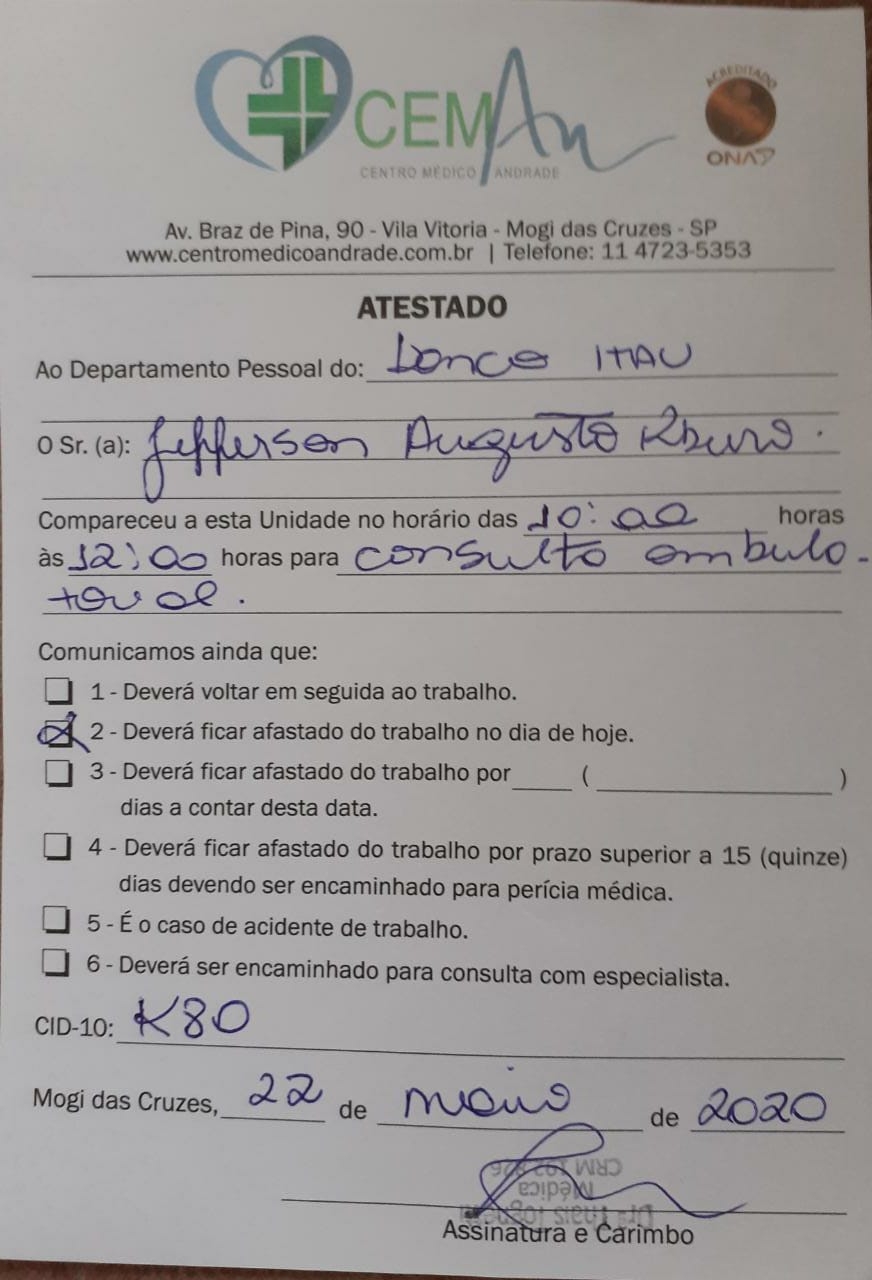 CEMAn
CENTRO MÉDICO ANDRADE
ACREDITADO
ONA
Av. Braz de Pina, 90 - Vila Vitoria - Mogi das Cruzes - SP
www.centromedicoandrade.com.br | Telefone: 11 4723-5353
ATESTADO
Ao Departamento Pessoal do: Banco ITAU
O Sr. (a): Jefferson Augusto
Compareceu a esta Unidade no horário das 10:00 horas
às 12:00 horas para consulta ambula-
torial.
Comunicamos ainda que:
1 - Deverá voltar em seguida ao trabalho.
2 - Deverá ficar afastado do trabalho no dia de hoje.
3 - Deverá ficar afastado do trabalho por ____ ( ____ )
dias a contar desta data.
4 - Deverá ficar afastado do trabalho por prazo superior a 15 (quinze)
dias devendo ser encaminhado para perícia médica.
5 - É o caso de acidente de trabalho.
6 - Deverá ser encaminhado para consulta com especialista.
CID-10: K80
Mogi das Cruzes, 22 de maio de 2020
CRM
Médica
Drª Thais
Assinatura e Carimbo